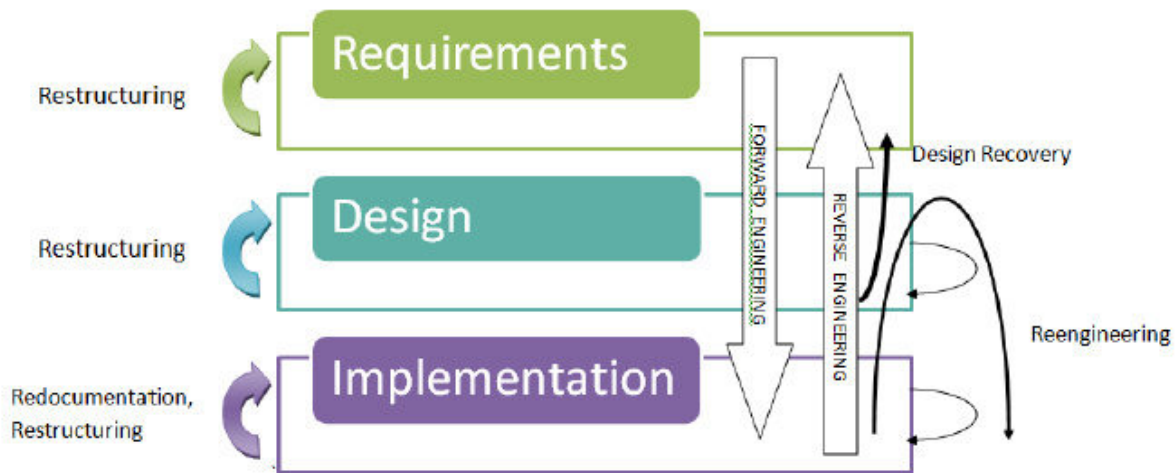 Requirements
Restructuring
FORWARD ENGINEERING
REVERSE ENGINEERING
Design Recovery
Design
Restructuring
Reengineering
Implementation
Redocumentation,
Restructuring